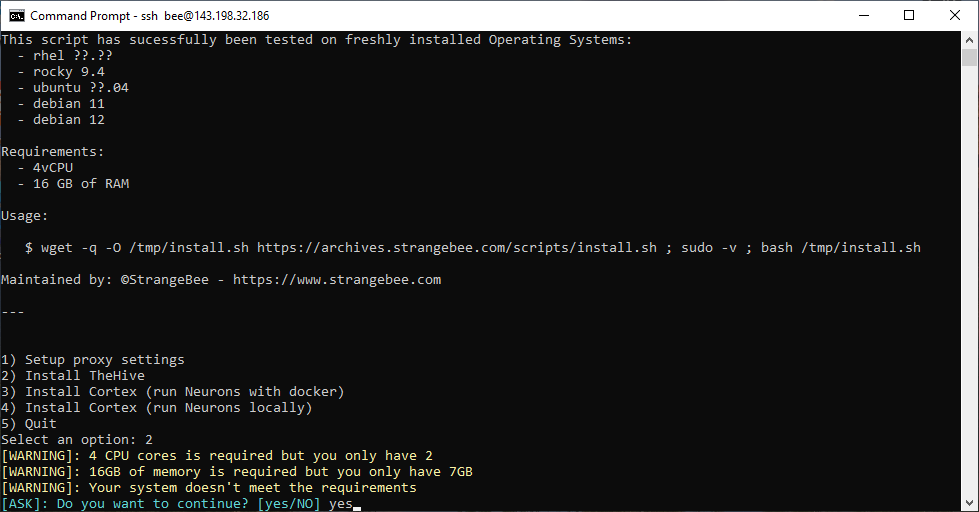 Command Prompt - ssh  bee@143.198.32.186
This script has sucessfully been tested on freshly installed Operating Systems:
  - rhel ??.??
  - rocky 9.4
  - ubuntu ??.04
  - debian 11
  - debian 12
Requirements:
  - 4vCPU
  - 16 GB of RAM
Usage:
   $ wget -q -O /tmp/install.sh https://archives.strangebee.com/scripts/install.sh ; sudo -v ; bash /tmp/install.sh
Maintained by: ©StrangeBee - https://www.strangebee.com
---
1) Setup proxy settings
2) Install TheHive
3) Install Cortex (run Neurons with docker)
4) Install Cortex (run Neurons locally)
5) Quit
Select an option: 2
[WARNING]: 4 CPU cores is required but you only have 2
[WARNING]: 16GB of memory is required but you only have 7GB
[WARNING]: Your system doesn't meet the requirements
[ASK]: Do you want to continue? [yes/NO] yes